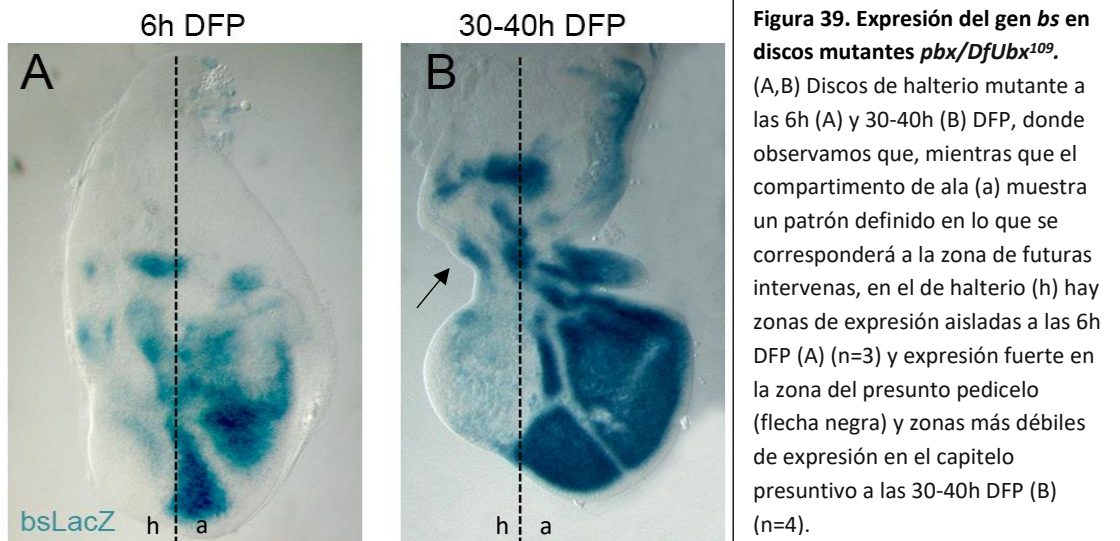 6h DFP
30-40h DFP
A
B
bsLacZ
h
a
h
a
Figura 39. Expresión del gen bs en
discos mutantes pbx/DfUbx¹⁰⁹.
(A,B) Discos de halterio mutante a
las 6h (A) y 30-40h (B) DFP, donde
observamos que, mientras que el
compartimento de ala (a) muestra
un patrón definido en lo que se
corresponderá a la zona de futuras
intervenas, en el de halterio (h) hay
zonas de expresión aisladas a las 6h
DFP (A) (n=3) y expresión fuerte en
la zona del presunto pedicelo
(flecha negra) y zonas más débiles
de expresión en el capitelo
presuntivo a las 30-40h DFP (B)
(n=4).